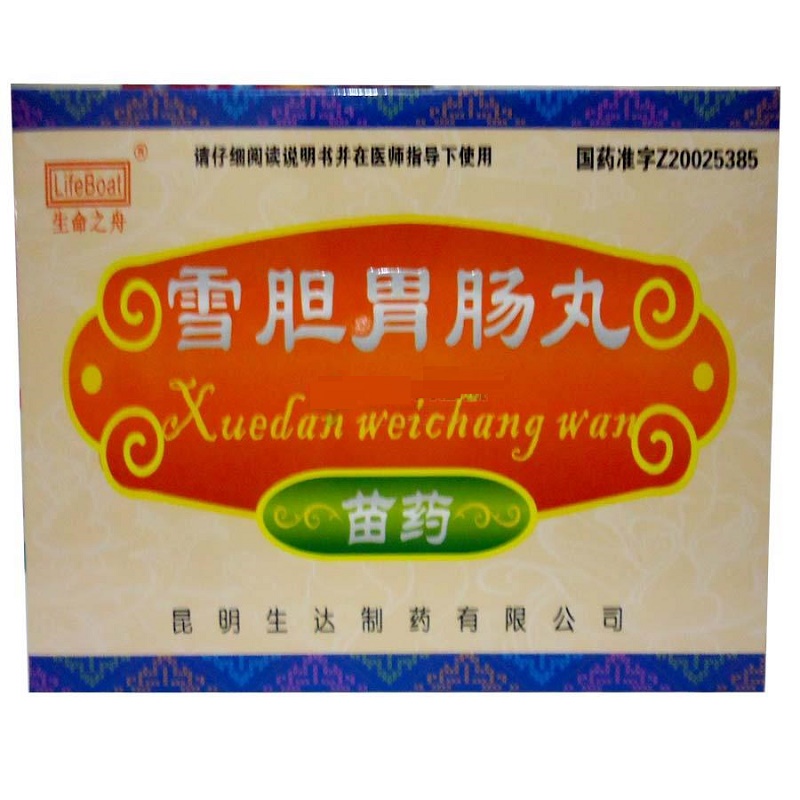 LifeBoat®
生命之舟
请仔细阅读说明书并在医师指导下使用
国药准字Z20025385
雪胆胃肠丸
Xuedan weichang wan
苗药
昆明生达制药有限公司